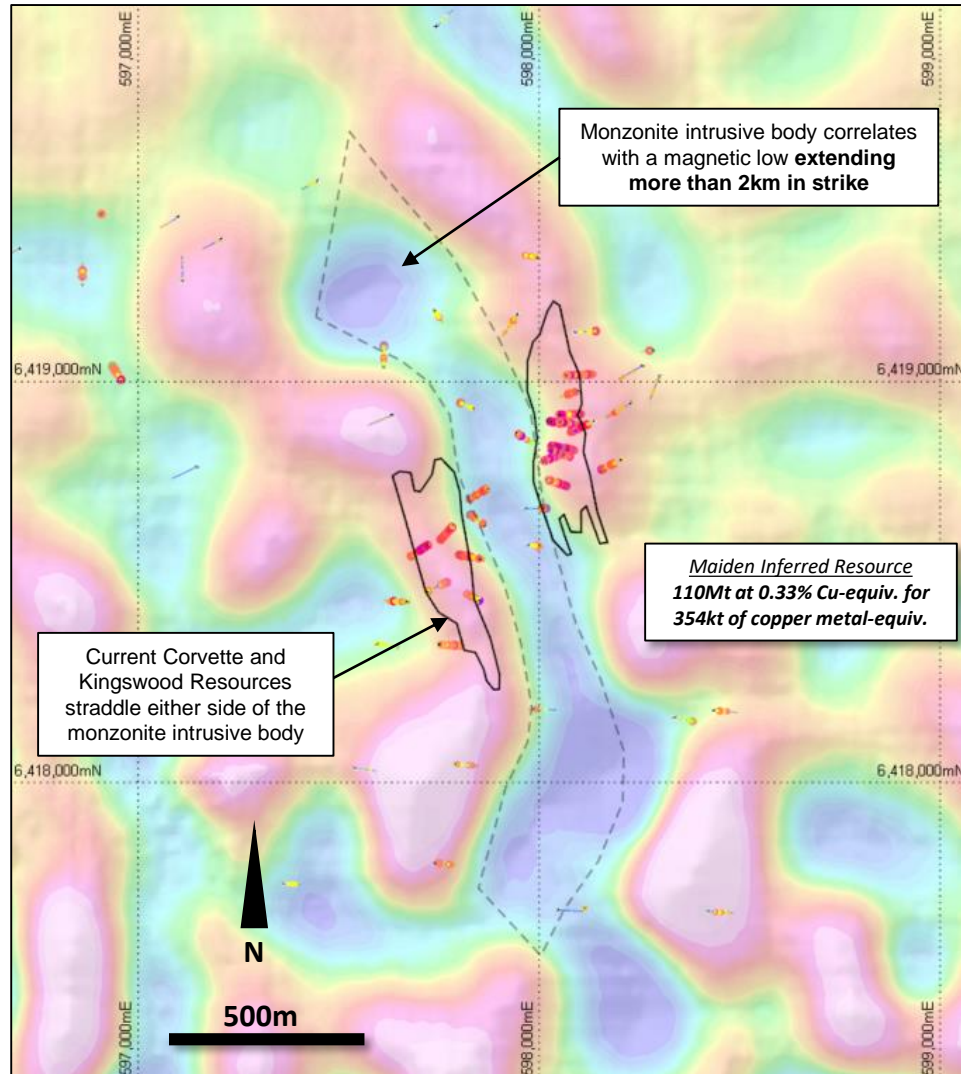 597,000mE
598,000mE
599,000mE
Monzonite intrusive body correlates
with a magnetic low extending
more than 2km in strike
6,419,000mN
6,419,000mN
Maiden Inferred Resource
110Mt at 0.33% Cu-equiv. for
354kt of copper metal-equiv.
Current Corvette and
Kingswood Resources
straddle either side of the
monzonite intrusive body
6,418,000mN
6,418,000mN
N
500m
597,000mE
598,000mE
599,000mE